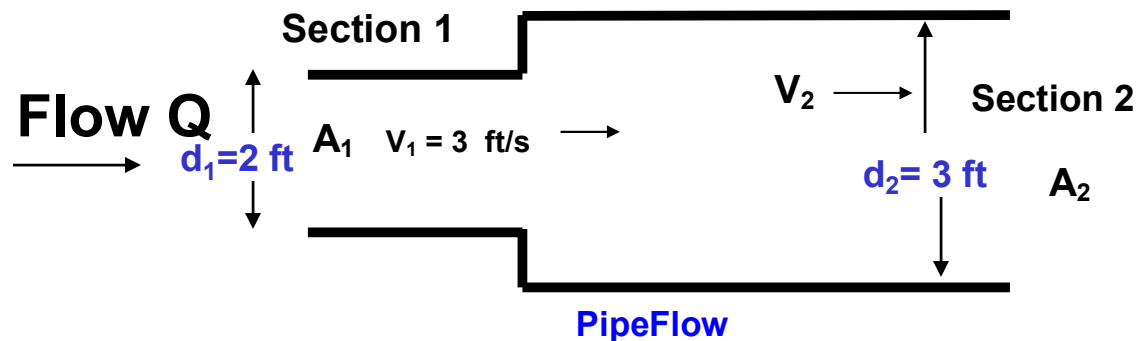 Section 1
Flow Q
d₁=2 ft
A₁
V₁ = 3 ft/s
V₂
Section 2
d₂= 3 ft
A₂
PipeFlow